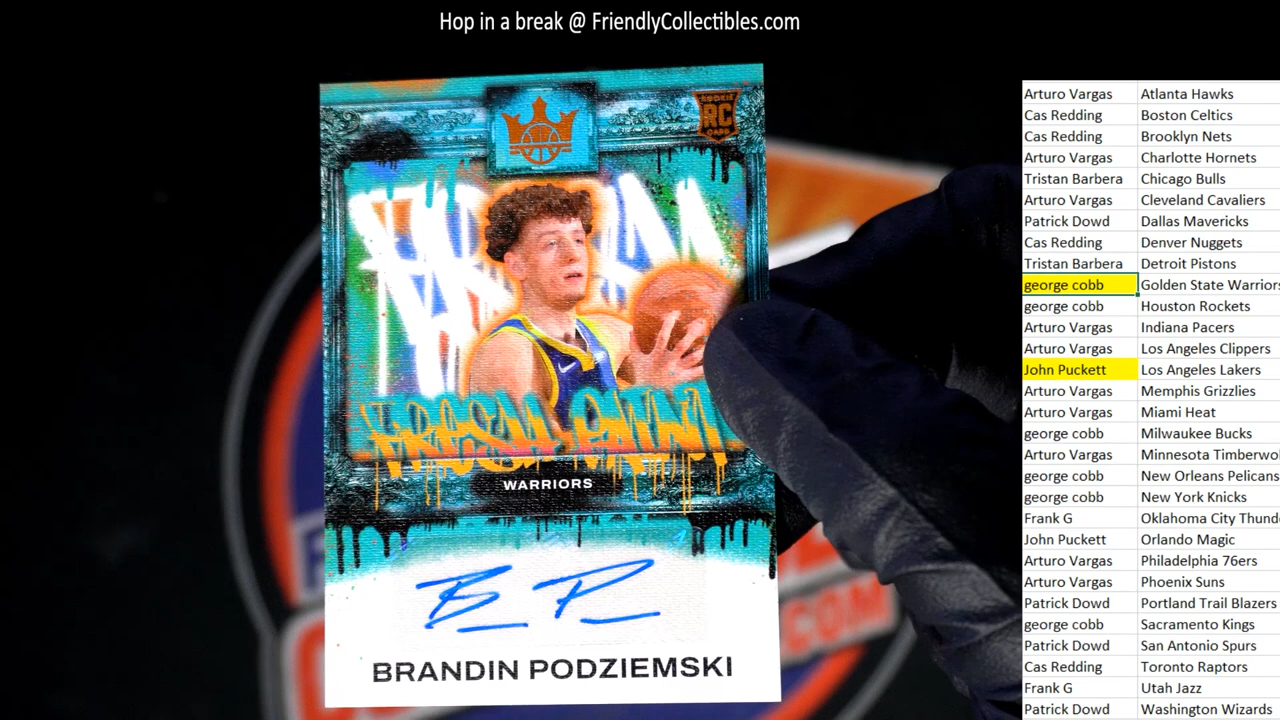 Hop in a break @ FriendlyCollectibles.com
ROOKIE
RC
CARD
FRESH PAINT
WARRIORS
BRANDIN PODZIEMSKI
Arturo Vargas Atlanta Hawks
Cas Redding Boston Celtics
Cas Redding Brooklyn Nets
Arturo Vargas Charlotte Hornets
Tristan Barbera Chicago Bulls
Arturo Vargas Cleveland Cavaliers
Patrick Dowd Dallas Mavericks
Cas Redding Denver Nuggets
Tristan Barbera Detroit Pistons
george cobb Golden State Warriors
george cobb Houston Rockets
Arturo Vargas Indiana Pacers
Arturo Vargas Los Angeles Clippers
John Puckett Los Angeles Lakers
Arturo Vargas Memphis Grizzlies
Arturo Vargas Miami Heat
george cobb Milwaukee Bucks
Arturo Vargas Minnesota Timberwol
george cobb New Orleans Pelicans
george cobb New York Knicks
Frank G Oklahoma City Thund
John Puckett Orlando Magic
Arturo Vargas Philadelphia 76ers
Arturo Vargas Phoenix Suns
Patrick Dowd Portland Trail Blazers
george cobb Sacramento Kings
Patrick Dowd San Antonio Spurs
Cas Redding Toronto Raptors
Frank G Utah Jazz
Patrick Dowd Washington Wizards